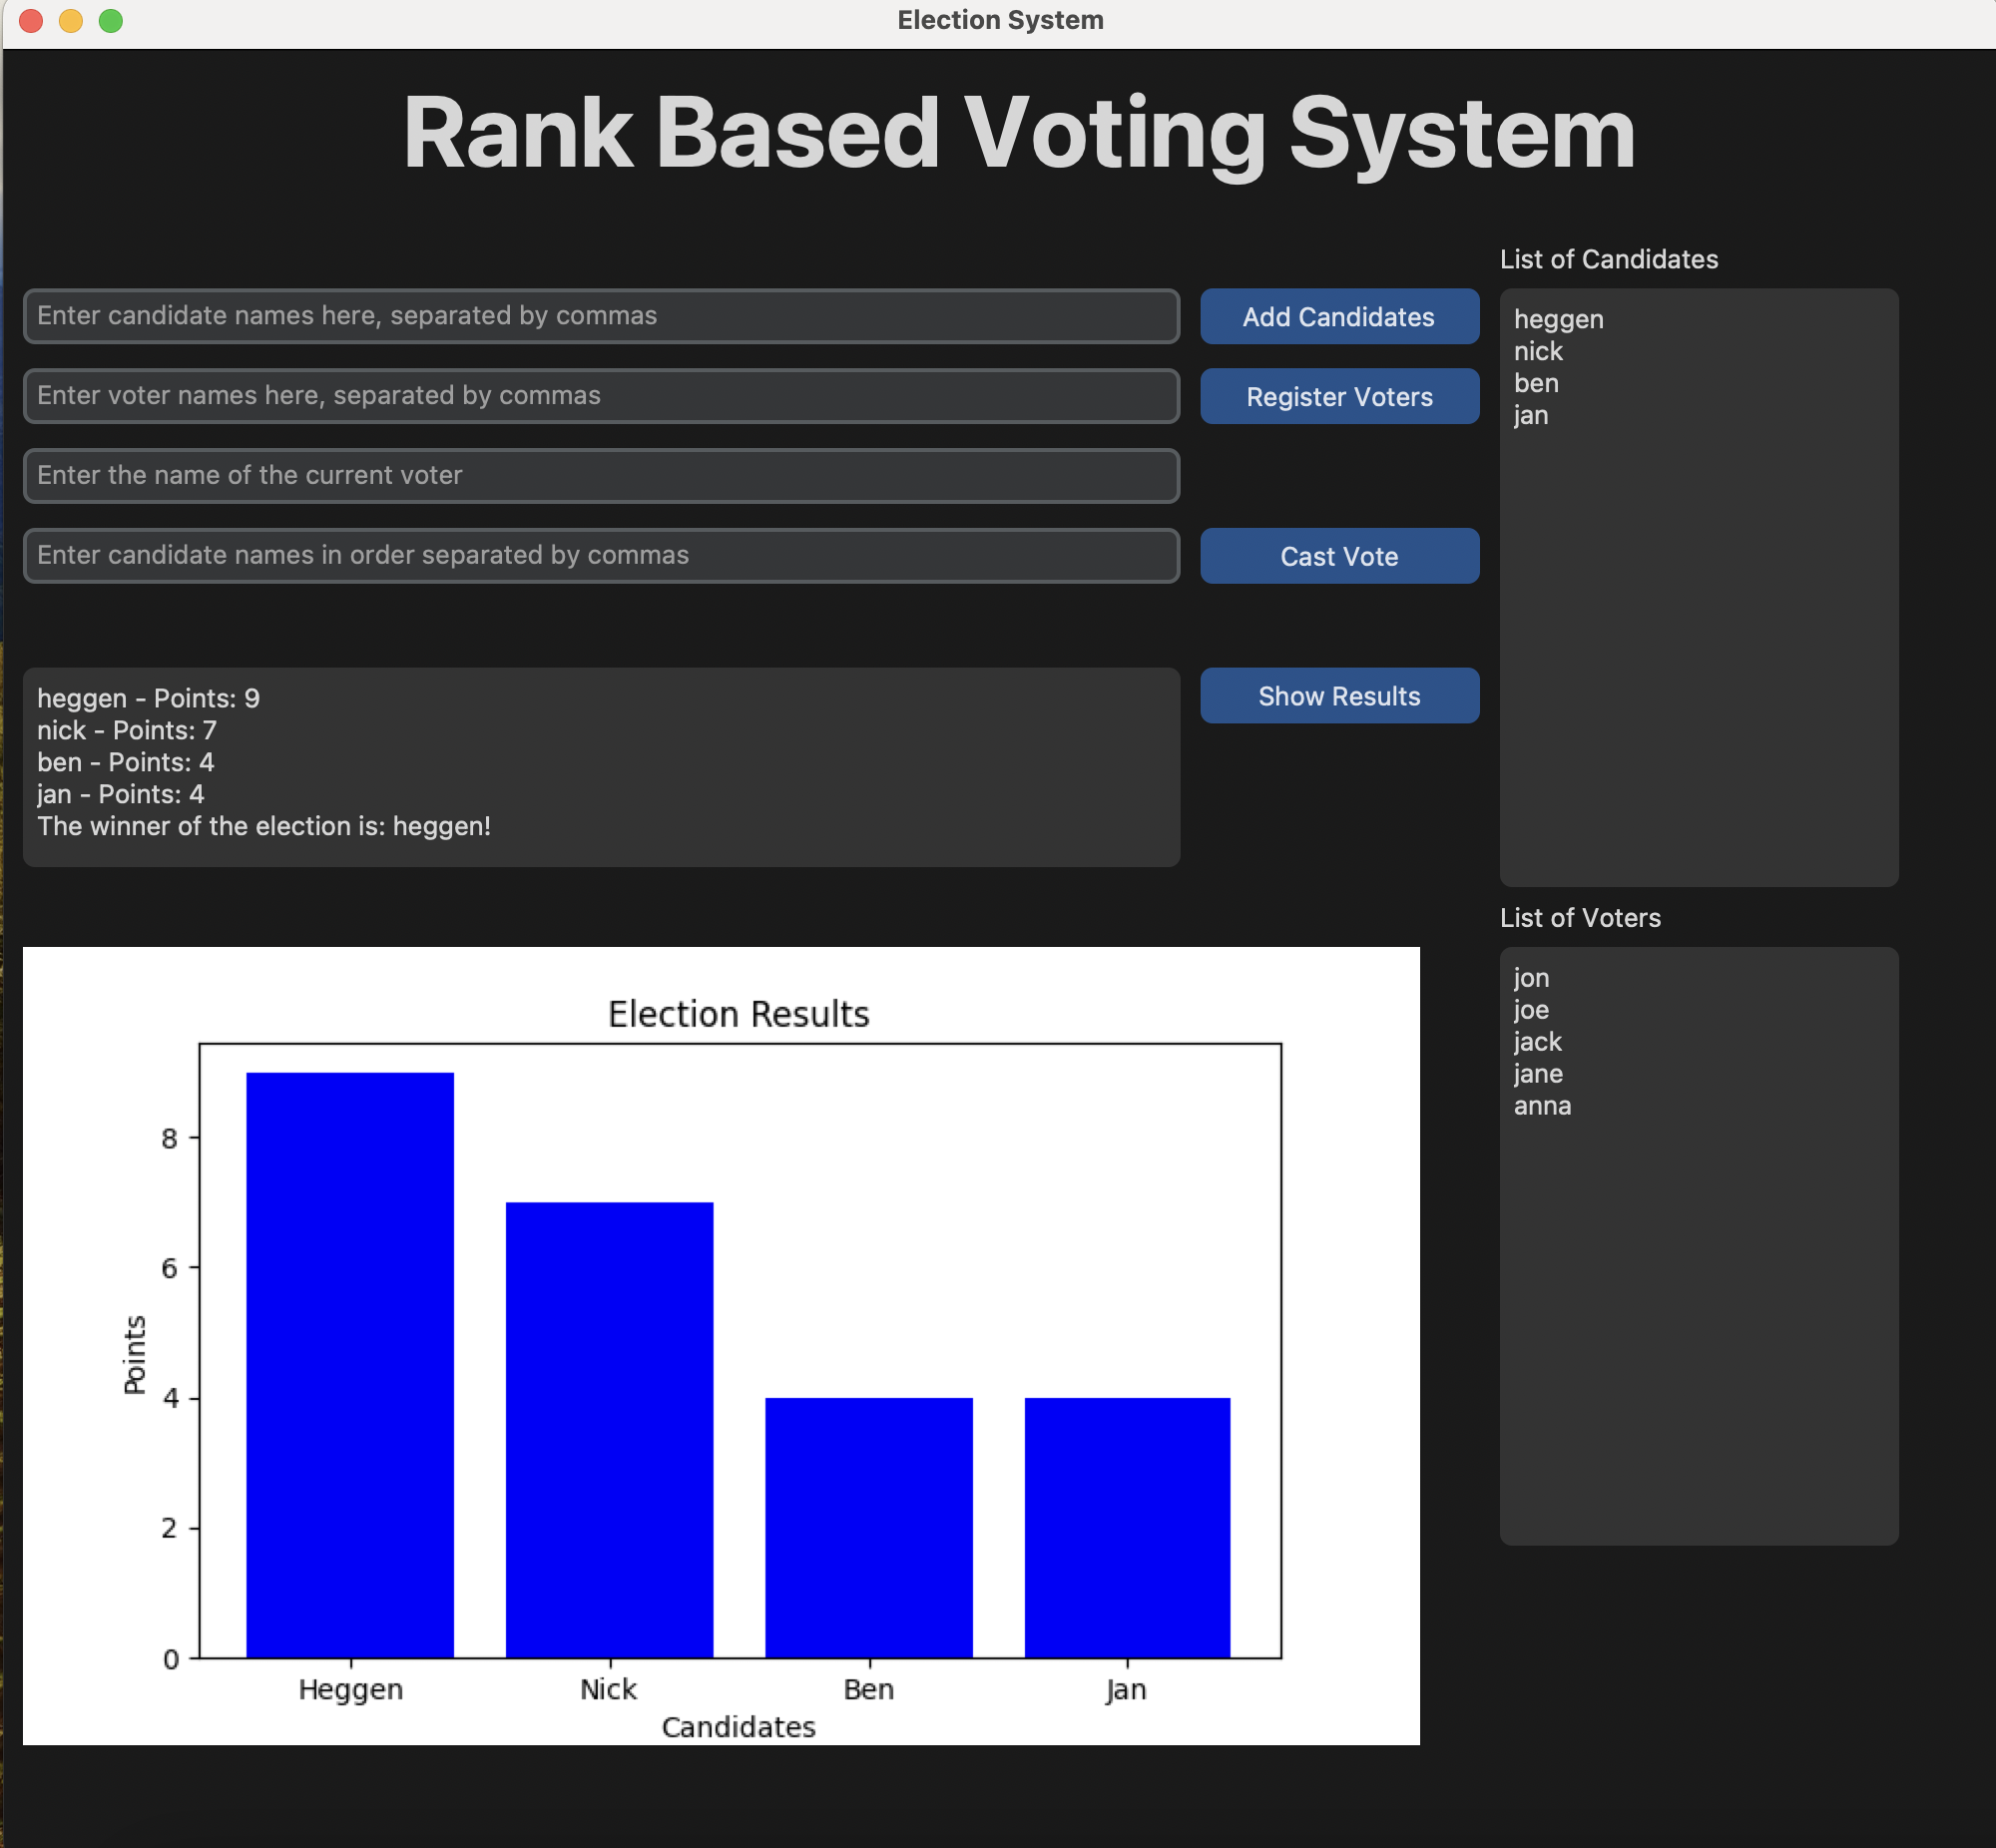 Election System
Rank Based Voting System
List of Candidates
Enter candidate names here, separated by commas
Add Candidates
heggen
nick
ben
jan
Enter voter names here, separated by commas
Register Voters
Enter the name of the current voter
Enter candidate names in order separated by commas
Cast Vote
heggen - Points: 9
nick - Points: 7
ben - Points: 4
jan - Points: 4
The winner of the election is: heggen!
Show Results
List of Voters
jon
joe
jack
jane
anna
Election Results
8
6
4
2
0
Points
Heggen
Nick
Ben
Jan
Candidates